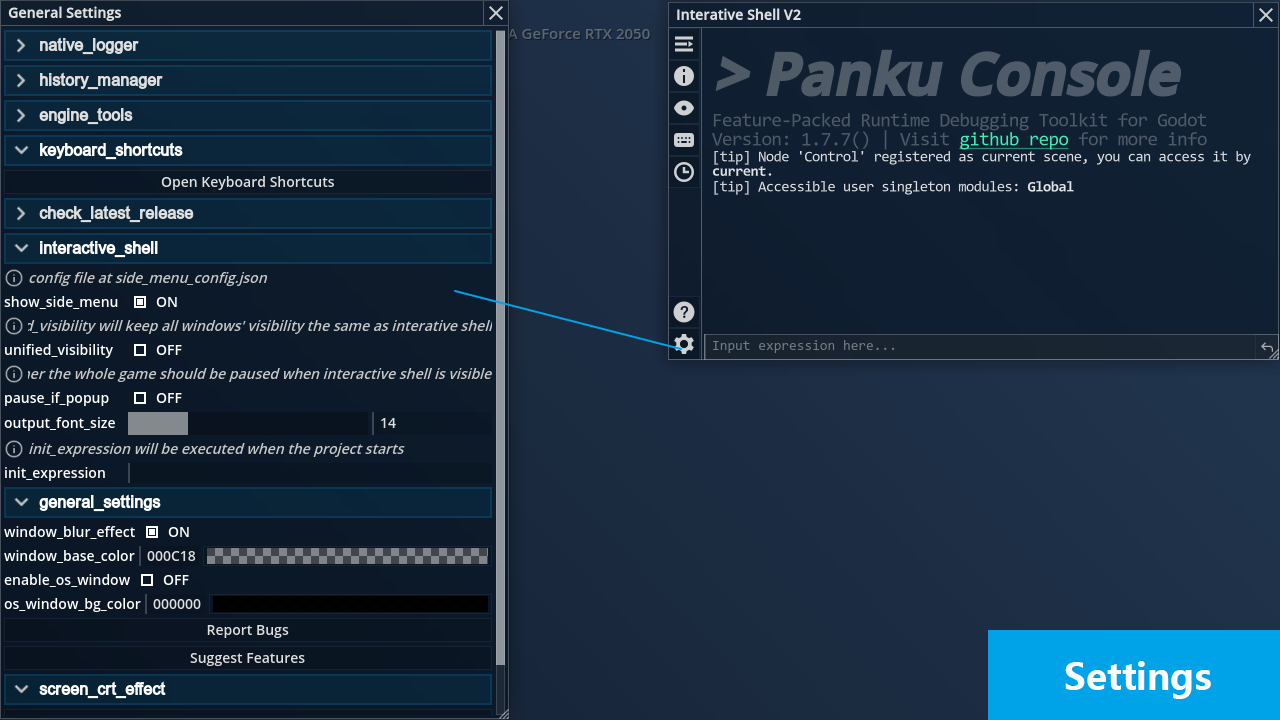 General Settings
native_logger
history_manager
engine_tools
keyboard_shortcuts
Open Keyboard Shortcuts
check_latest_release
interactive_shell
config file at side_menu_config.json
show_side_menu ON
_visibility will keep all windows' visibility the same as interative shell
unified_visibility OFF
the whole game should be paused when interactive shell is visible
pause_if_popup OFF
output_font_size 14
init_expression will be executed when the project starts
init_expression
general_settings
window_blur_effect ON
window_base_color 000C18
enable_os_window OFF
os_window_bg_color 000000
Report Bugs
Suggest Features
screen_crt_effect
A GeForce RTX 2050
Interative Shell V2
> Panku Console
Feature-Packed Runtime Debugging Toolkit for Godot
Version: 1.7.7() | Visit github repo for more info
[tip] Node 'Control' registered as current scene, you can access it by
current.
[tip] Accessible user singleton modules: Global
Input expression here...
Settings